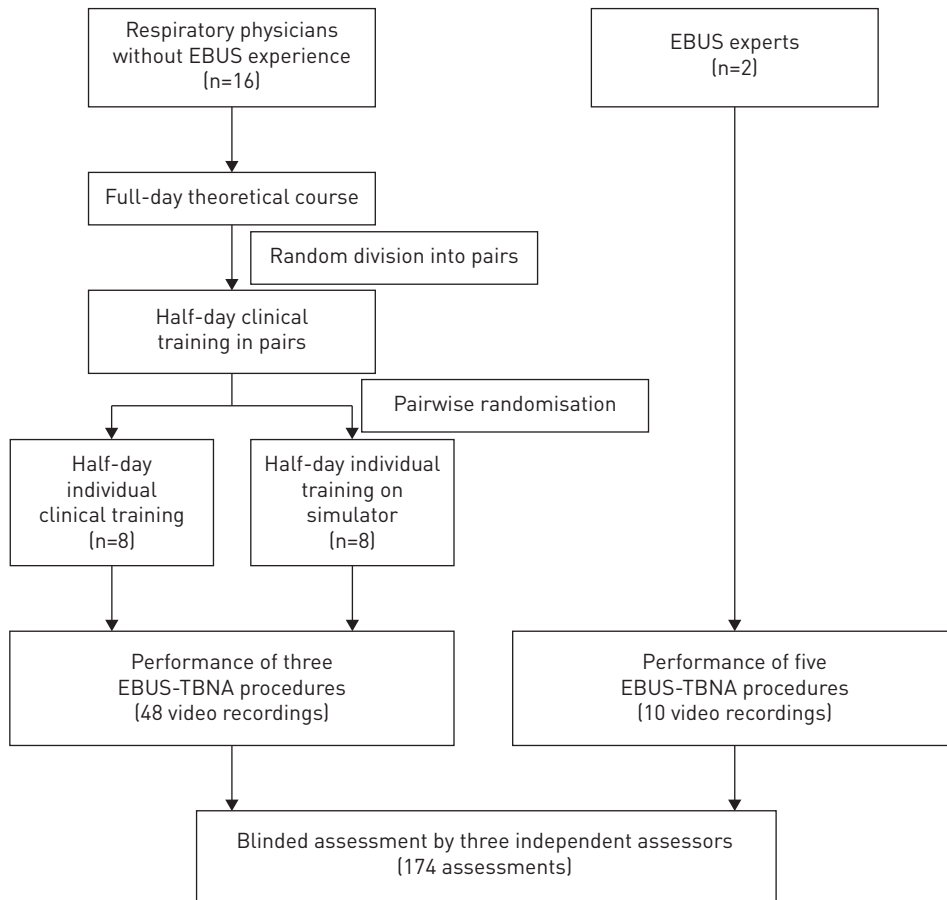 Respiratory physicians
without EBUS experience
(n=16)
EBUS experts
(n=2)
Full-day theoretical course
Random division into pairs
Half-day clinical
training in pairs
Pairwise randomisation
Half-day
individual
clinical training
(n=8)
Half-day individual
training on
simulator
(n=8)
Performance of three
EBUS-TBNA procedures
(48 video recordings)
Performance of five
EBUS-TBNA procedures
(10 video recordings)
Blinded assessment by three independent assessors
(174 assessments)